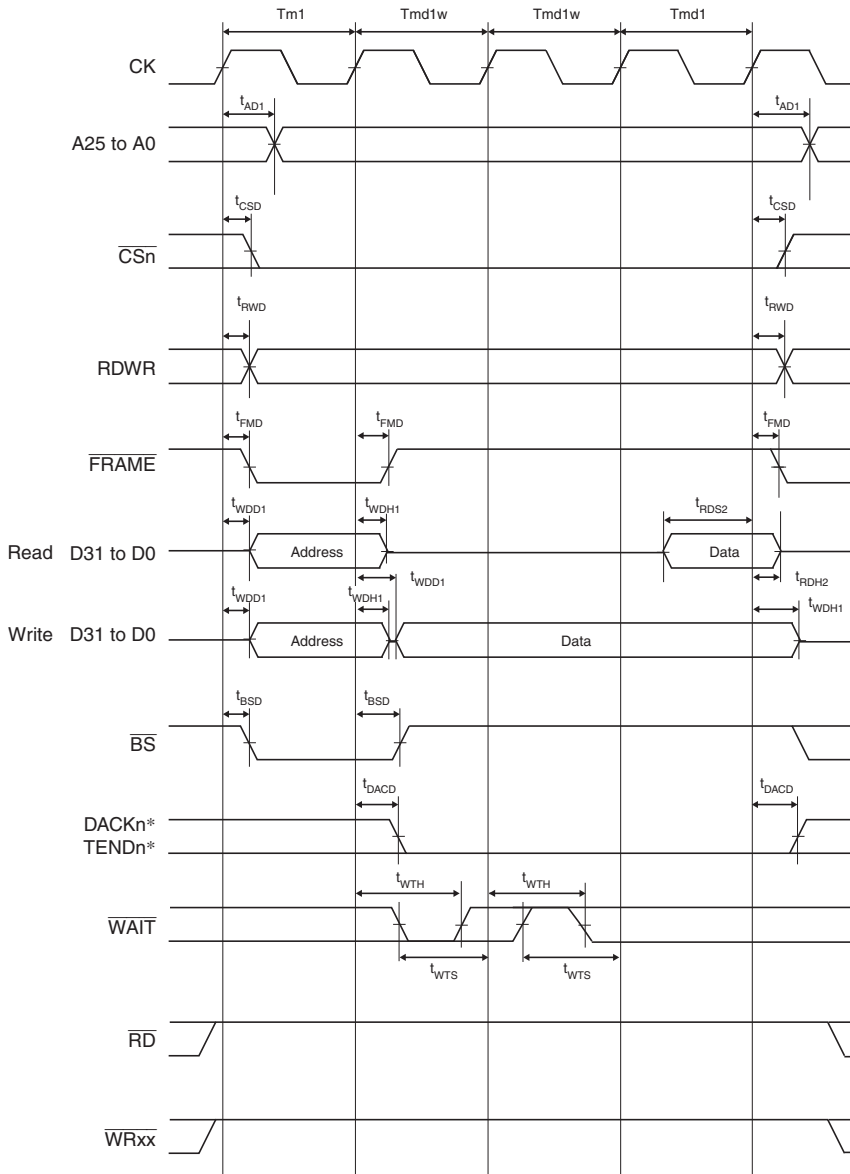 Tm1 Tmd1w Tmd1w Tmd1
CK
tAD1 tAD1
A25 to A0
tCSD tCSD
CSn
tRWD tRWD
RDWR
tFMD tFMD tFMD
FRAME
tWDD1 tWDH1 tRDS2
Read D31 to D0 Address Data
tWDD1 tRDH2
tWDD1 tWDH1 tWDH1
Write D31 to D0 Address Data
tBSD tBSD
BS
tDACD tDACD
DACKn*
TENDn*
tWTH tWTH
WAIT
tWTS tWTS
RD
WRxx